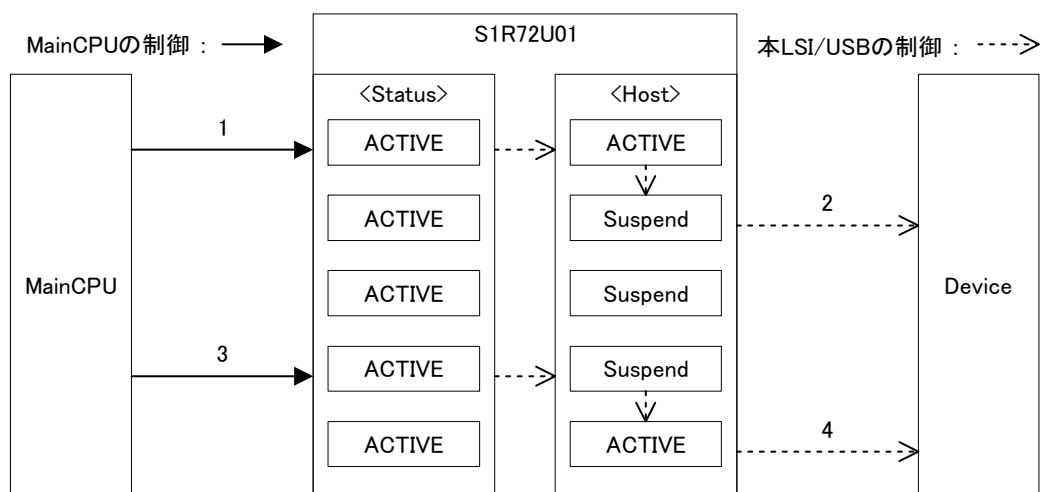 S1R72U01
MainCPUの制御 :
本LSI/USBの制御 :
<Status>
<Host>
1
ACTIVE
ACTIVE
2
ACTIVE
Suspend
MainCPU
ACTIVE
Suspend
Device
3
ACTIVE
Suspend
4
ACTIVE
ACTIVE